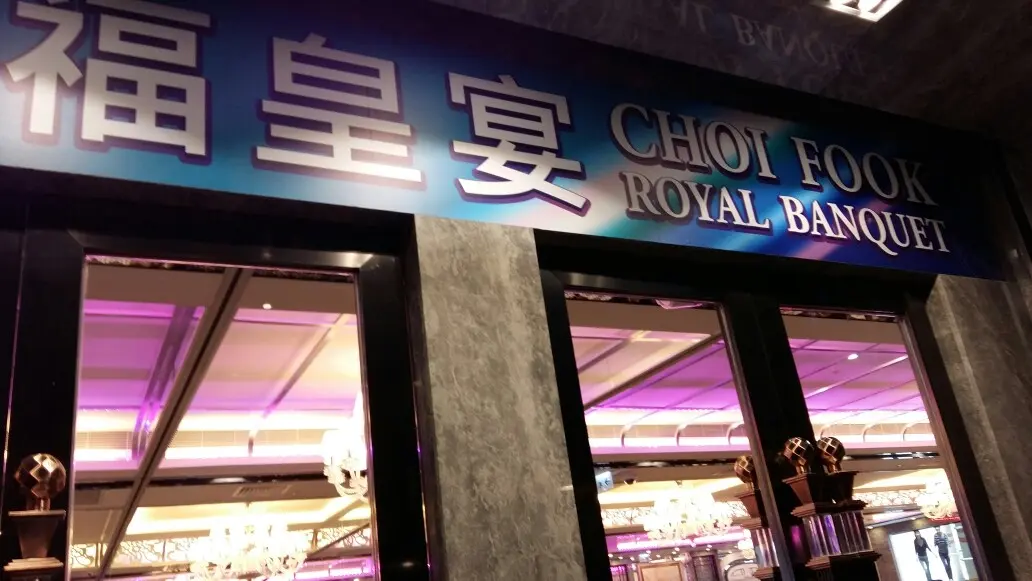 福皇宴
CHOI FOOK
ROYAL BANQUET